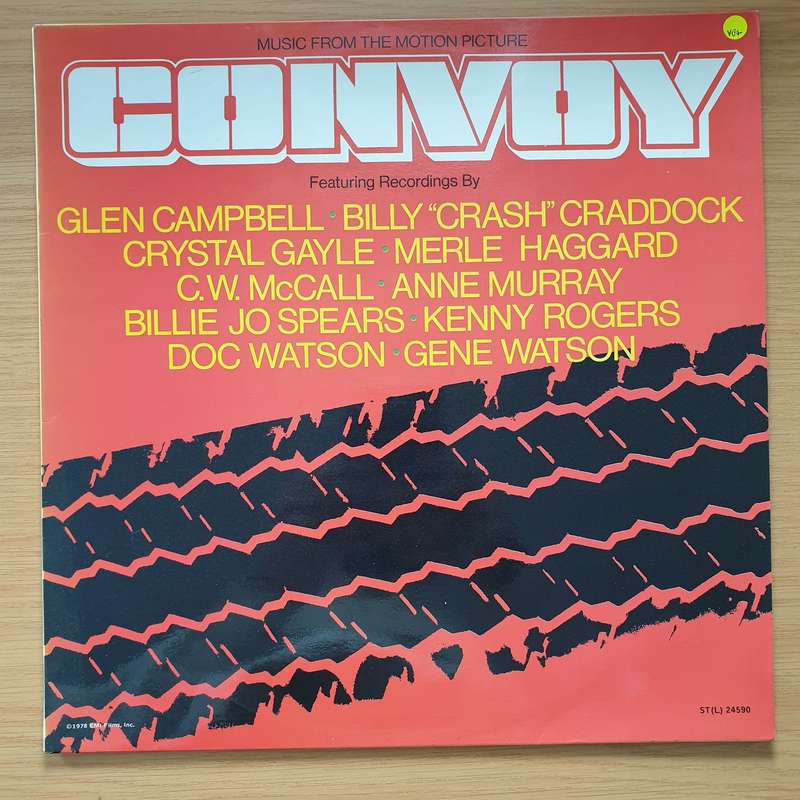 VG+
MUSIC FROM THE MOTION PICTURE
CONVOY
Featuring Recordings By
GLEN CAMPBELL • BILLY “CRASH” CRADDOCK
CRYSTAL GAYLE • MERLE HAGGARD
C.W. McCALL • ANNE MURRAY
BILLIE JO SPEARS • KENNY ROGERS
DOC WATSON • GENE WATSON
©1978 EMI Films, Inc.
ST(L) 24590